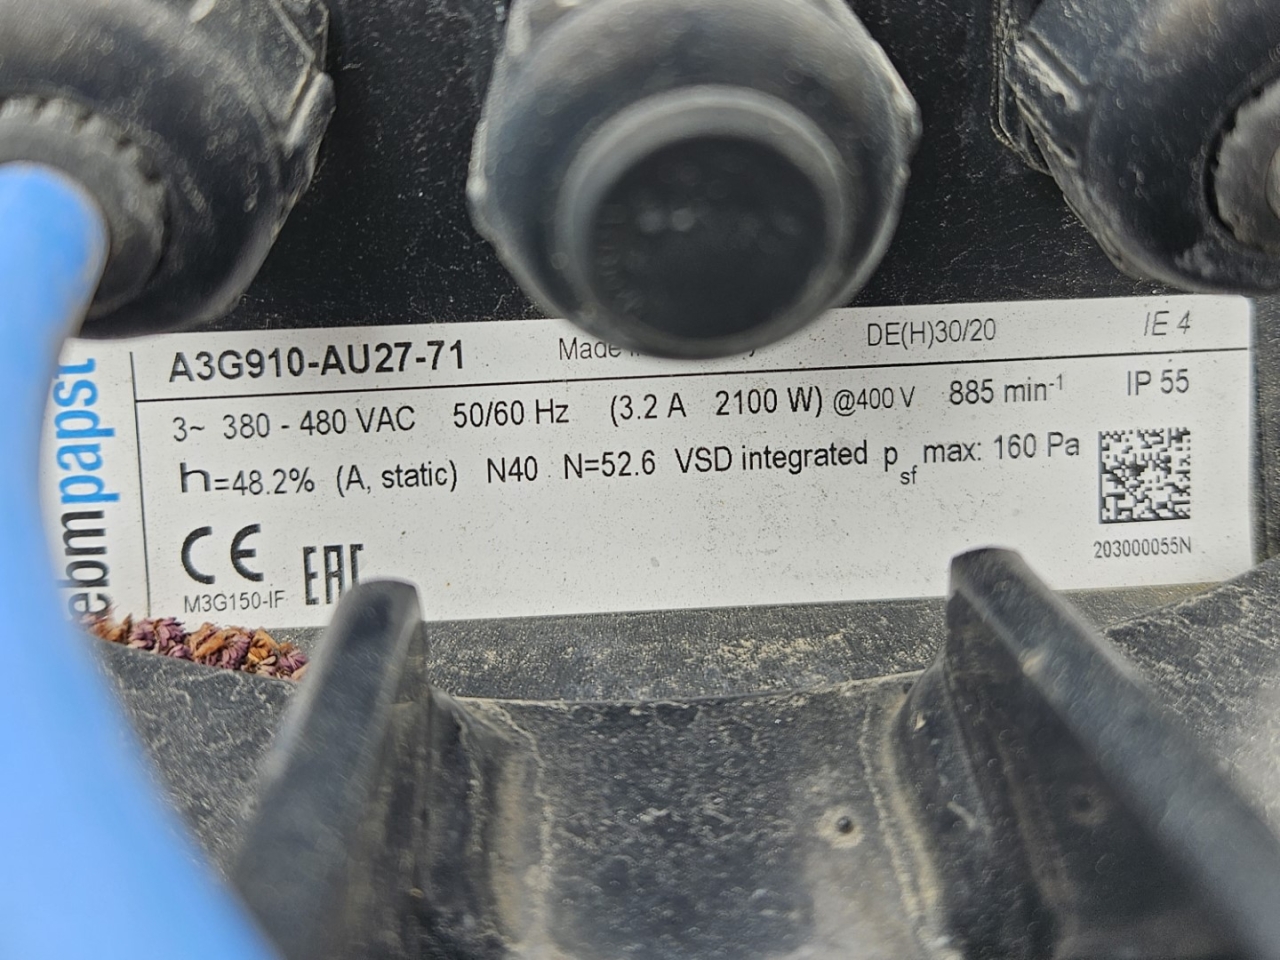 ebmpapst
A3G910-AU27-71 Made DE(H)30/20 IE 4
3~ 380 - 480 VAC 50/60 Hz (3.2 A 2100 W) @400 V 885 min-1 IP 55
h=48.2% (A, static) N40 N=52.6 VSD integrated psf max: 160 Pa
CE EAC
M3G150-IF
203000055N